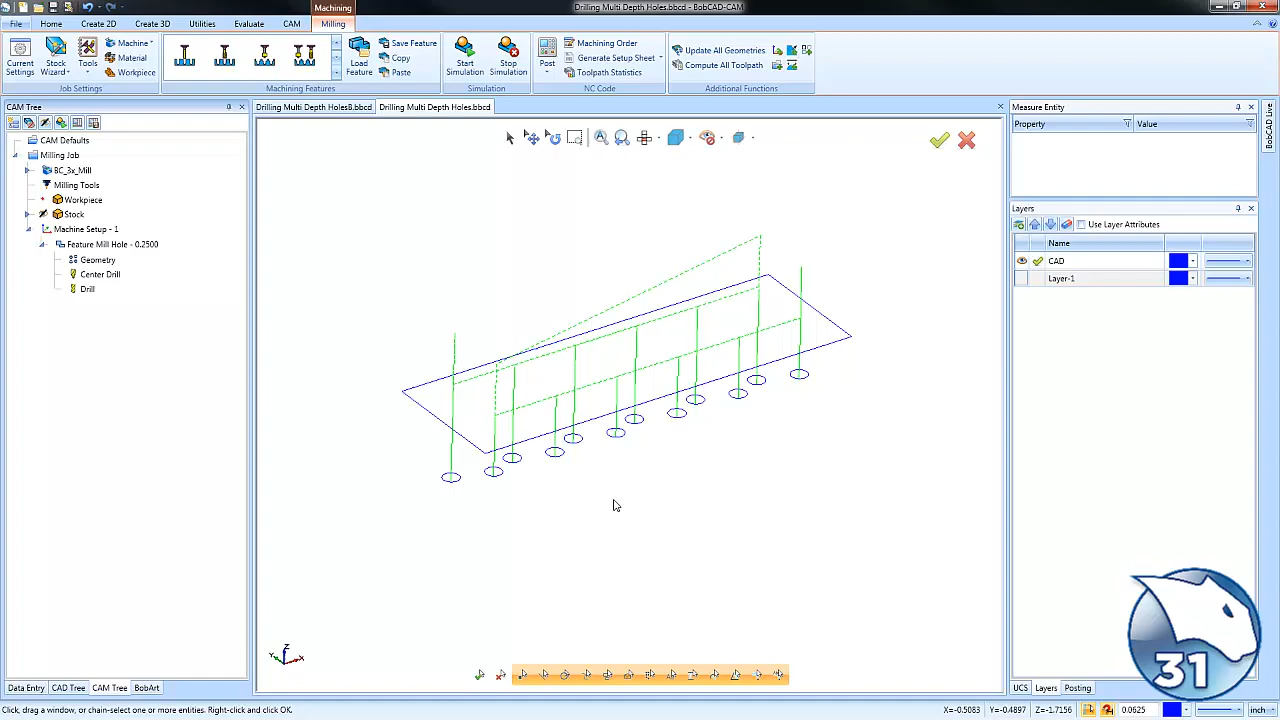 Machining
Drilling Multi Depth Holes.bbcd - BobCAD-CAM
File Home Create 2D Create 3D Utilities Evaluate CAM Milling
Current Settings
Stock Wizard
Tools
Machine
Material
Workpiece
Load Feature
Save Feature
Copy
Paste
Start Simulation
Stop Simulation
Post
Machining Order
Generate Setup Sheet
Toolpath Statistics
Update All Geometries
Compute All Toolpath
Job Settings Machining Features Simulation NC Code Additional Functions
CAM Tree
Drilling Multi Depth Holes8.bbcd Drilling Multi Depth Holes.bbcd
Measure Entity
Property Value
BobCAD Live
CAM Defaults
Milling Job
BC_3x_Mill
Milling Tools
Workpiece
Stock
Machine Setup - 1
Feature Mill Hole - 0.2500
Geometry
Center Drill
Drill
Layers
Use Layer Attributes
Name
CAD
Layer-1
Z
Y
X
31
Data Entry CAD Tree CAM Tree BobArt
UCS Layers Posting
Click, drag a window, or chain-select one or more entities. Right-click and click OK.
X=-0.5083 Y=-0.4897 Z=-1.7156 0.0625 inch